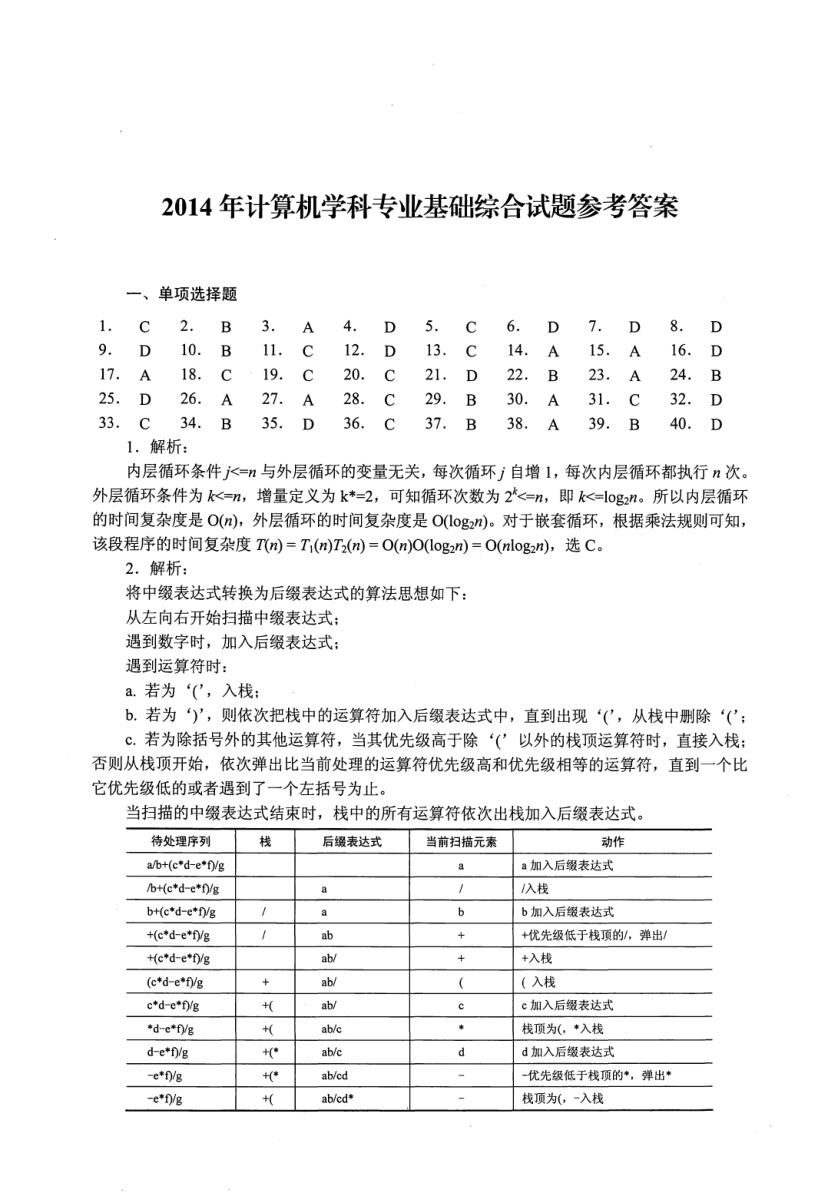 2014 年计算机学科专业基础综合试题参考答案
一、单项选择题
1. C 2. B 3. A 4. D 5. C 6. D 7. D 8. D
9. D 10. B 11. C 12. D 13. C 14. A 15. A 16. D
17. A 18. C 19. C 20. C 21. D 22. B 23. A 24. B
25. D 26. A 27. A 28. C 29. B 30. A 31. C 32. D
33. C 34. B 35. D 36. C 37. B 38. A 39. B 40. D
1. 解析：
内层循环条件 j<=n 与外层循环的变量无关，每次循环 j 自增 1，每次内层循环都执行 n 次。
外层循环条件为 k<=n，增量定义为 k*=2，可知循环次数为 2^k<=n，即 k<=log₂n。所以内层循环
的时间复杂度是 O(n)，外层循环的时间复杂度是 O(log₂n)。对于嵌套循环，根据乘法规则可知，
该段程序的时间复杂度 T(n) = T₁(n)T₂(n) = O(n)O(log₂n) = O(nlog₂n)，选 C。
2. 解析：
将中缀表达式转换为后缀表达式的算法思想如下：
从左向右开始扫描中缀表达式；
遇到数字时，加入后缀表达式；
遇到运算符时：
a. 若为‘(’，入栈；
b. 若为‘)’，则依次把栈中的运算符加入后缀表达式中，直到出现‘(’，从栈中删除‘(’；
c. 若为除括号外的其他运算符，当其优先级高于除‘(’以外的栈顶运算符时，直接入栈；
否则从栈顶开始，依次弹出比当前处理的运算符优先级高和优先级相等的运算符，直到一个比
它优先级低的或者遇到了一个左括号为止。
当扫描的中缀表达式结束时，栈中的所有运算符依次出栈加入后缀表达式。
待处理序列 栈 后缀表达式 当前扫描元素 动作
a/b+(c*d-e*f)/g a a 加入后缀表达式
/b+(c*d-e*f)/g a / /入栈
b+(c*d-e*f)/g / a b b 加入后缀表达式
+(c*d-e*f)/g / ab + +优先级低于栈顶的/，弹出/
+(c*d-e*f)/g ab/ + +入栈
(c*d-e*f)/g + ab/ ( ( 入栈
c*d-e*f)/g +( ab/ c c 加入后缀表达式
*d-e*f)/g +( ab/c * 栈顶为(，*入栈
d-e*f)/g +(* ab/c d d 加入后缀表达式
-e*f)/g +(* ab/cd - -优先级低于栈顶的*，弹出*
-e*f)/g +( ab/cd* - 栈顶为(，-入栈